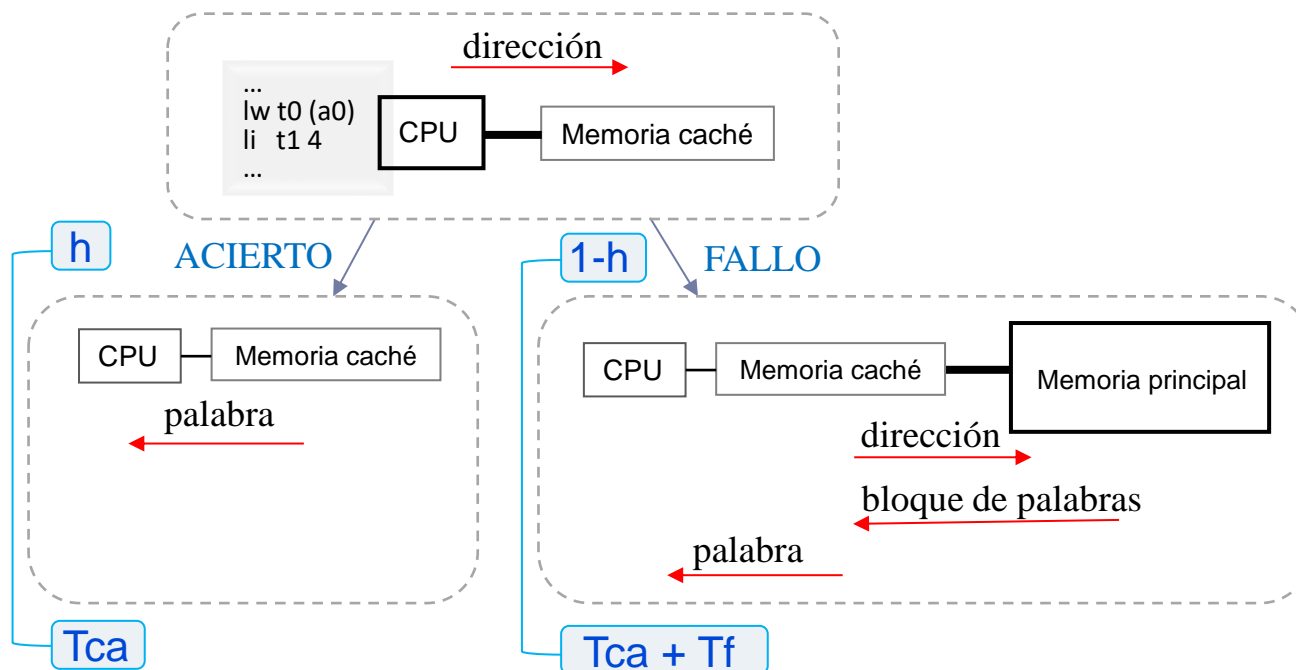 dirección
...
lw t0 (a0)
li t1 4
...
CPU
Memoria caché
h
ACIERTO
1-h
FALLO
CPU
Memoria caché
palabra
CPU
Memoria caché
Memoria principal
dirección
bloque de palabras
palabra
Tca
Tca + Tf